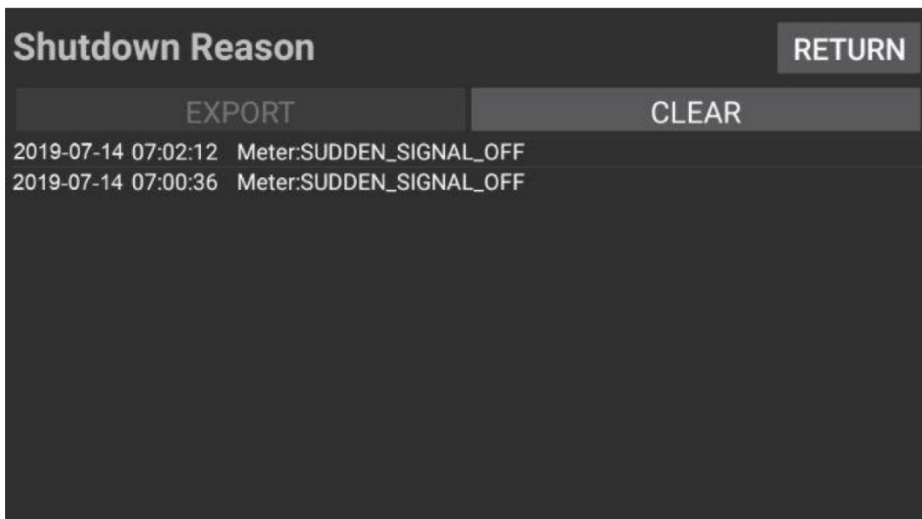 Shutdown Reason
RETURN
EXPORT
CLEAR
2019-07-14 07:02:12 Meter:SUDDEN_SIGNAL_OFF
2019-07-14 07:00:36 Meter:SUDDEN_SIGNAL_OFF